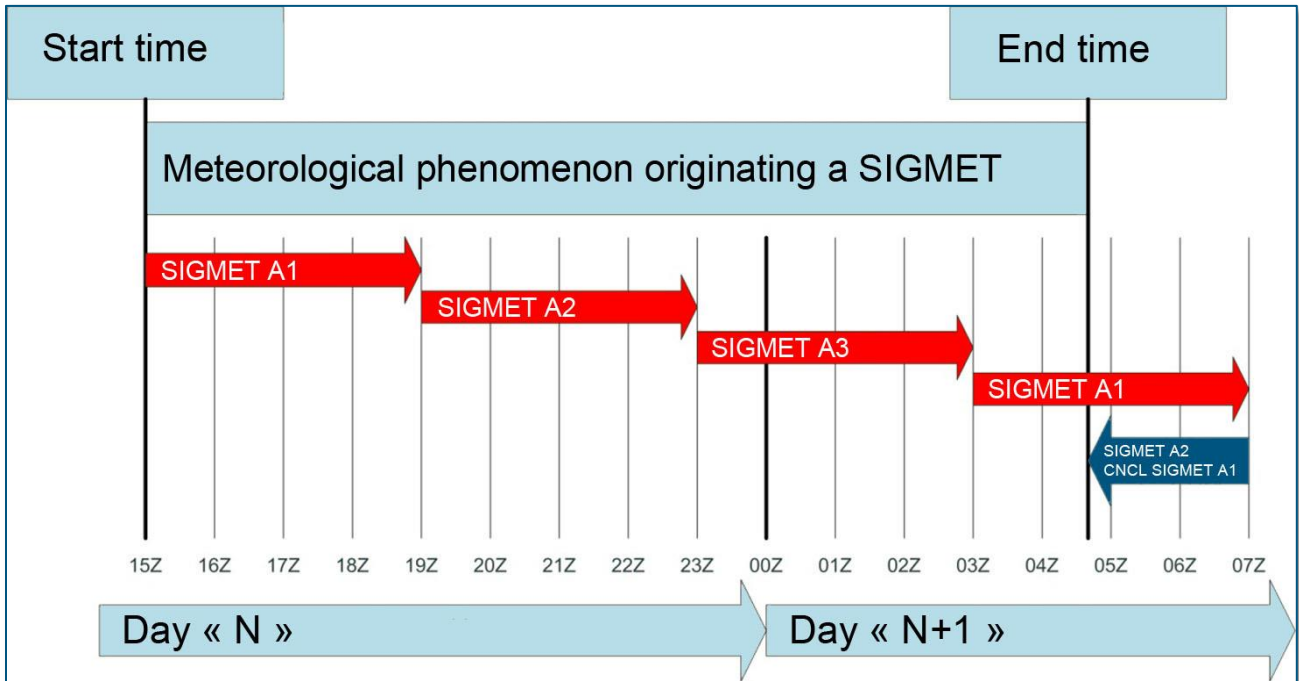 Start time
End time
Meteorological phenomenon originating a SIGMET
SIGMET A1
SIGMET A2
SIGMET A3
SIGMET A1
SIGMET A2
CNCL SIGMET A1
15Z 16Z 17Z 18Z 19Z 20Z 21Z 22Z 23Z 00Z 01Z 02Z 03Z 04Z 05Z 06Z 07Z
Day « N »
Day « N+1 »